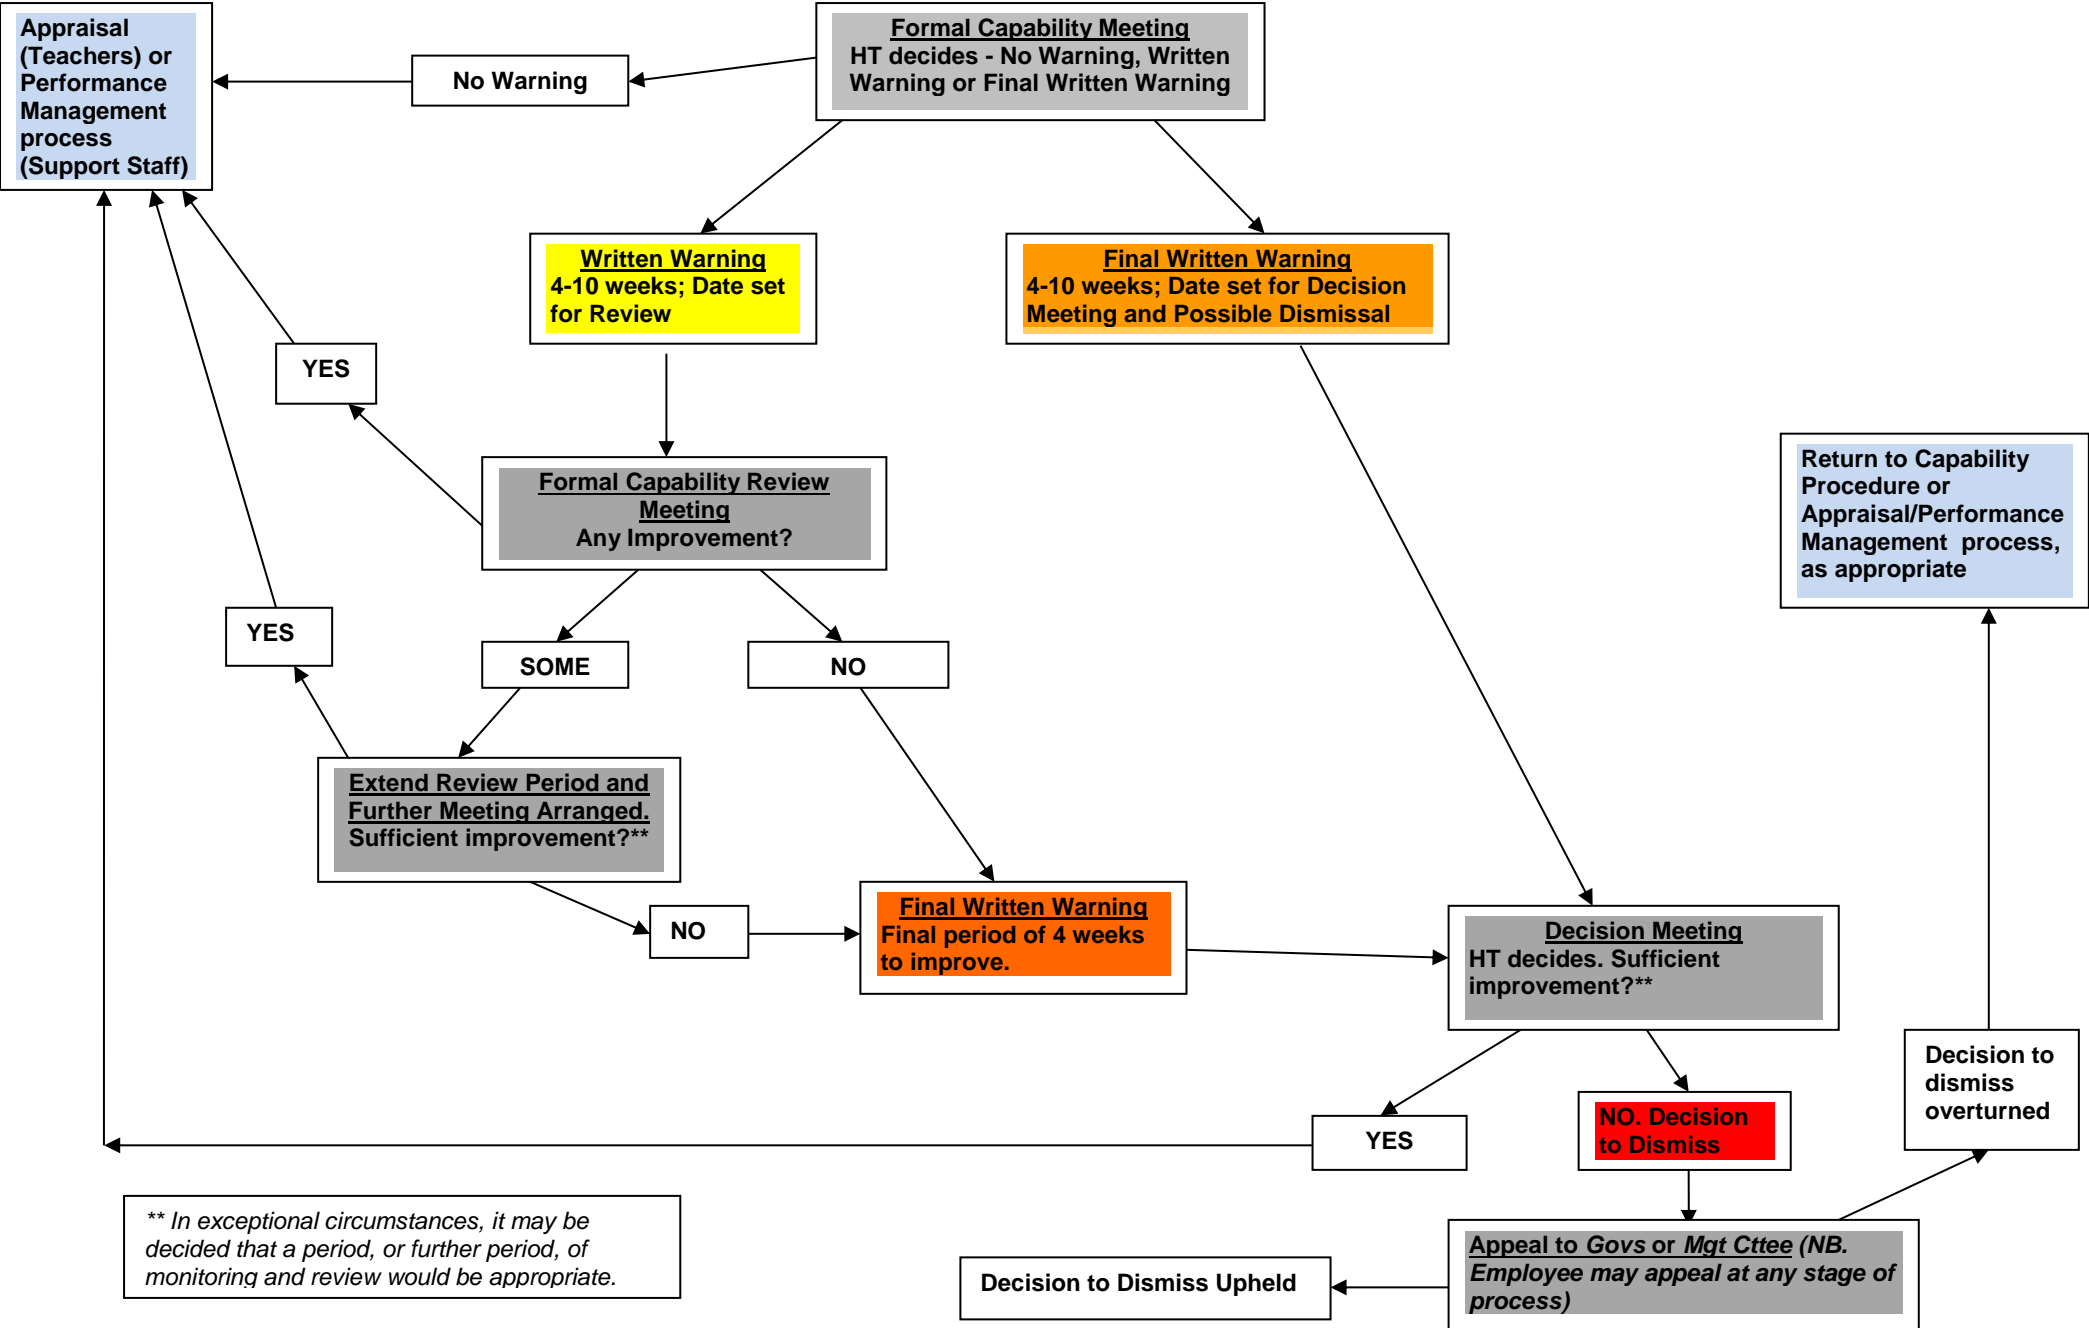 Appraisal
(Teachers) or
Performance
Management
process
(Support Staff)
No Warning
Formal Capability Meeting
HT decides - No Warning, Written
Warning or Final Written Warning
Written Warning
4-10 weeks; Date set
for Review
Final Written Warning
4-10 weeks; Date set for Decision
Meeting and Possible Dismissal
YES
Formal Capability Review
Meeting
Any Improvement?
Return to Capability
Procedure or
Appraisal/Performance
Management process,
as appropriate
YES
SOME
NO
Extend Review Period and
Further Meeting Arranged.
Sufficient improvement?**
NO
Final Written Warning
Final period of 4 weeks
to improve.
Decision Meeting
HT decides. Sufficient
improvement?**
Decision to
dismiss
overturned
YES
NO. Decision
to Dismiss
** In exceptional circumstances, it may be
decided that a period, or further period, of
monitoring and review would be appropriate.
Decision to Dismiss Upheld
Appeal to Govs or Mgt Cttee (NB.
Employee may appeal at any stage of
process)